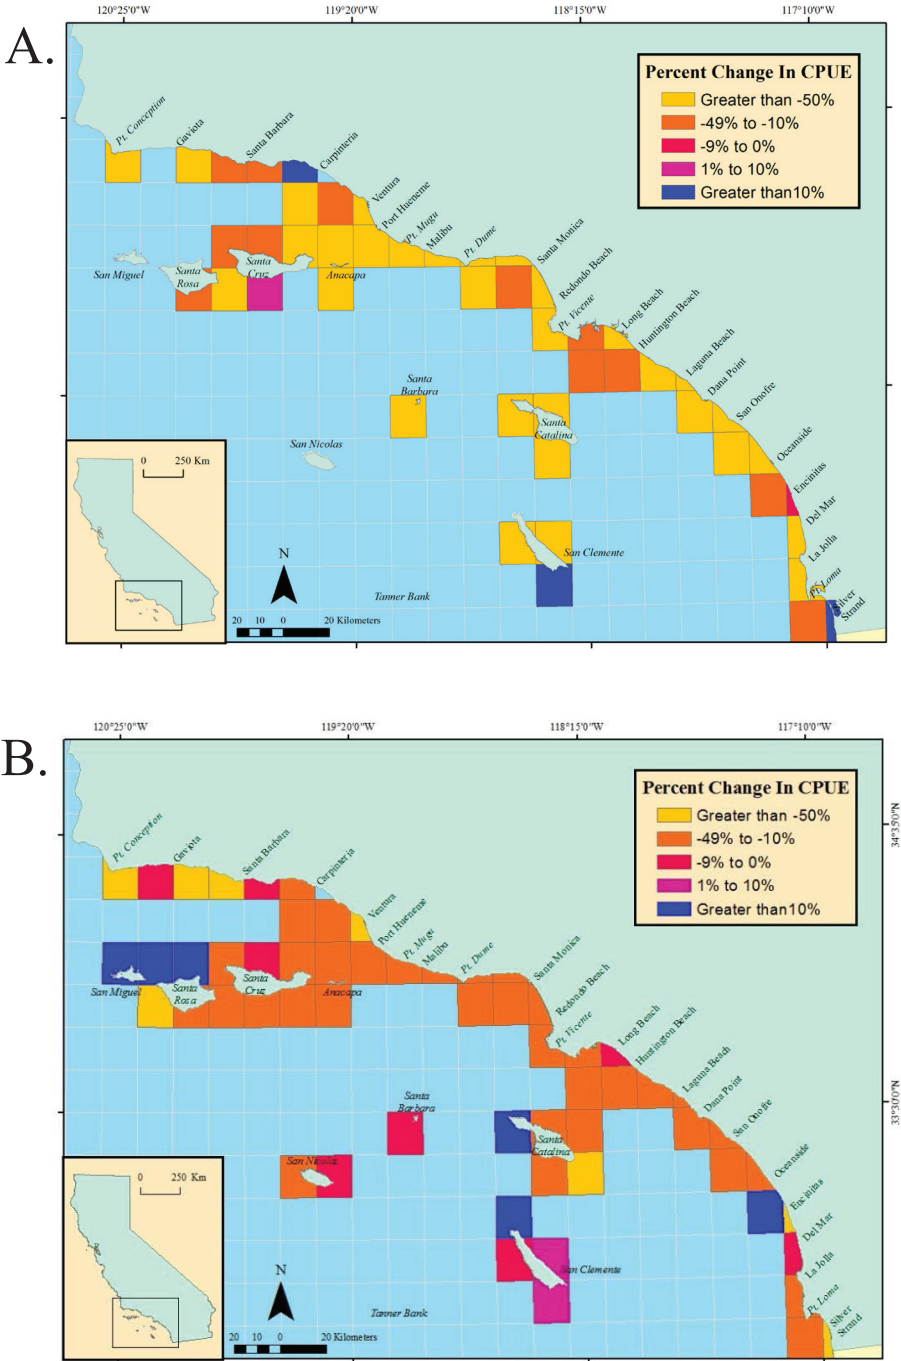 A.
120°25'0"W 119°20'0"W 118°15'0"W 117°10'0"W
Percent Change In CPUE
Greater than -50%
-49% to -10%
-9% to 0%
1% to 10%
Greater than10%
Pt. Conception
Gaviota
Santa Barbara
Carpinteria
Ventura
Port Hueneme
Pt. Mugu
Malibu
Pt. Dume
Santa Monica
Redondo Beach
Pt. Vicente
Long Beach
Huntington Beach
Laguna Beach
Dana Point
San Onofre
Oceanside
Encinitas
Del Mar
La Jolla
Pt. Loma
Silver
Strand
San Miguel
Santa
Rosa
Santa
Cruz
Anacapa
Santa
Barbara
San Nicolas
Santa
Catalina
San Clemente
Tanner Bank
0 250 Km
N
20 10 0 20 Kilometers
B.
120°25'0"W 119°20'0"W 118°15'0"W 117°10'0"W
34°35'0"N
33°30'0"N
Percent Change In CPUE
Greater than -50%
-49% to -10%
-9% to 0%
1% to 10%
Greater than10%
Pt. Conception
Gaviota
Santa Barbara
Carpinteria
Ventura
Port Hueneme
Pt. Mugu
Malibu
Pt. Dume
Santa Monica
Redondo Beach
Pt. Vicente
Long Beach
Huntington Beach
Laguna Beach
Dana Point
San Onofre
Oceanside
Encinitas
Del Mar
La Jolla
Pt. Loma
Silver
Strand
San Miguel
Santa
Rosa
Santa
Cruz
Anacapa
Santa
Barbara
San Nicolas
Santa
Catalina
San Clemente
Tanner Bank
0 250 Km
N
20 10 0 20 Kilometers